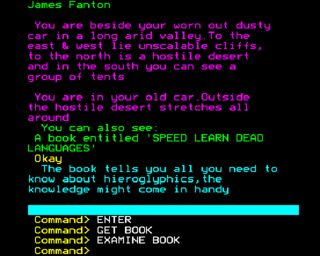 James Fanton
You are beside your worn out dusty
car in a long arid valley.To the
east & west lie unscalable cliffs,
to the north is a hostile desert
and in the south you can see a
group of tents
You are in your old car.Outside
the hostile desert stretches all
around
You can also see:
A book entitled 'SPEED LEARN DEAD
LANGUAGES'
Okay
The book tells you all you need to
know about hieroglyphics,the
knowledge might come in handy
Command> ENTER
Command> GET BOOK
Command> EXAMINE BOOK
Command>